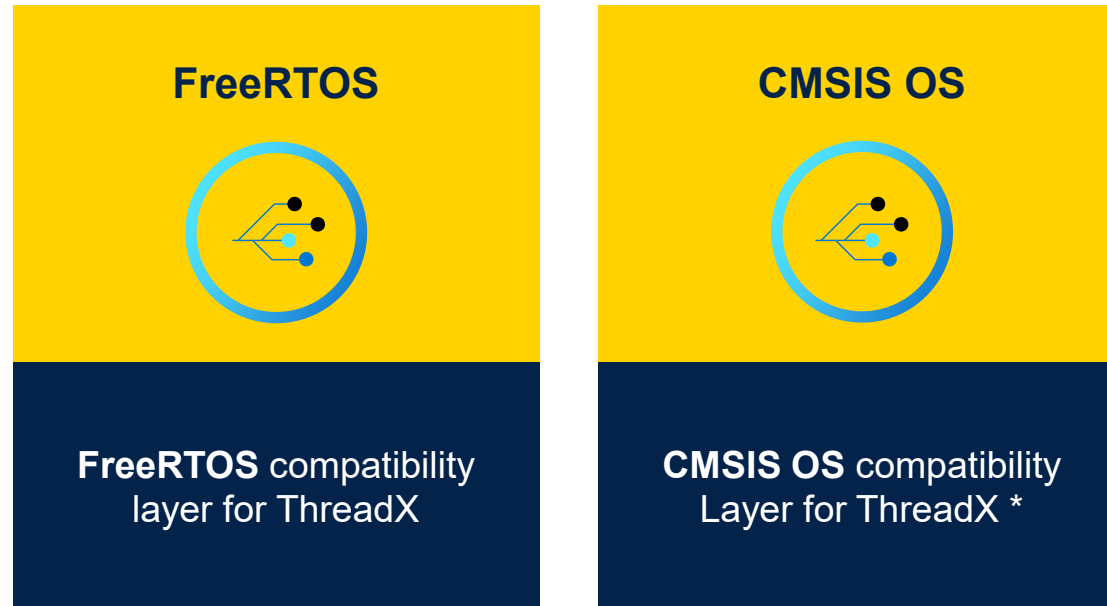 FreeRTOS
FreeRTOS compatibility
layer for ThreadX
CMSIS OS
CMSIS OS compatibility
Layer for ThreadX *